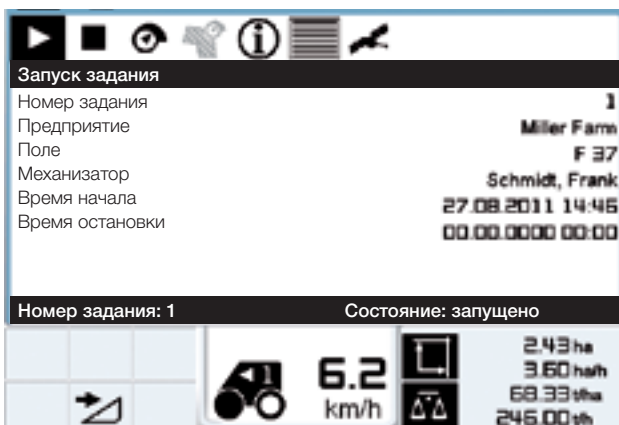 Запуск задания
Номер задания 1
Предприятие Miller Farm
Поле F 37
Механизатор Schmidt, Frank
Время начала 27.08.2011 14:46
Время остановки 00.00.0000 00:00
Номер задания: 1 Состояние: запущено
1
6.2
km/h
2.43 ha
3.60 ha/h
68.33 t/ha
246.00 t/h